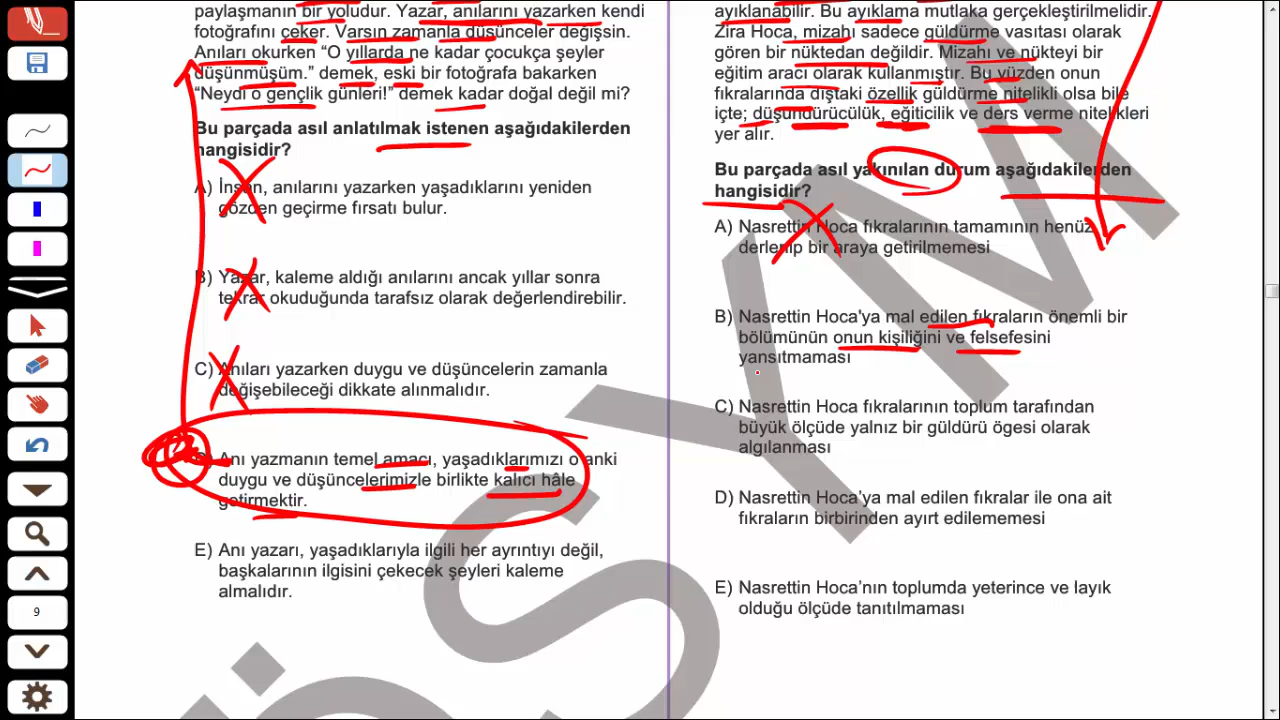 paylaşmanın bir yoludur. Yazar, anılarını yazarken kendi
fotoğrafını çeker. Varsın zamanla düşünceler değişsin.
Anıları okurken “O yıllarda ne kadar çocukça şeyler
düşünmüşüm.” demek, eski bir fotoğrafa bakarken
“Neydi o gençlik günleri!” demek kadar doğal değil mi?
Bu parçada asıl anlatılmak istenen aşağıdakilerden
hangisidir?
A) İnsan, anılarını yazarken yaşadıklarını yeniden
gözden geçirme fırsatı bulur.
B) Yazar, kaleme aldığı anılarını ancak yıllar sonra
tekrar okuduğunda tarafsız olarak değerlendirebilir.
C) Anıları yazarken duygu ve düşüncelerin zamanla
değişebileceği dikkate alınmalıdır.
Anı yazmanın temel amacı, yaşadıklarımızı o anki
duygu ve düşüncelerimizle birlikte kalıcı hâle
getirmektir.
E) Anı yazarı, yaşadıklarıyla ilgili her ayrıntıyı değil,
başkalarının ilgisini çekecek şeyleri kaleme
almalıdır.
ayıklanabilir. Bu ayıklama mutlaka gerçekleştirilmelidir.
Zira Hoca, mizahı sadece güldürme vasıtası olarak
gören bir nüktedan değildir. Mizahı ve nükteyi bir
eğitim aracı olarak kullanmıştır. Bu yüzden onun
fıkralarında dıştaki özellik güldürme nitelikli olsa bile
içte; düşündürücülük, eğiticilik ve ders verme nitelikleri
yer alır.
Bu parçada asıl yakınılan durum aşağıdakilerden
hangisidir?
A) Nasrettin Hoca fıkralarının tamamının henüz
derlenip bir araya getirilmemesi
B) Nasrettin Hoca'ya mal edilen fıkraların önemli bir
bölümünün onun kişiliğini ve felsefesini
yansıtmaması
C) Nasrettin Hoca fıkralarının toplum tarafından
büyük ölçüde yalnız bir güldürü ögesi olarak
algılanması
D) Nasrettin Hoca’ya mal edilen fıkralar ile ona ait
fıkraların birbirinden ayırt edilememesi
E) Nasrettin Hoca’nın toplumda yeterince ve layık
olduğu ölçüde tanıtılmaması
9